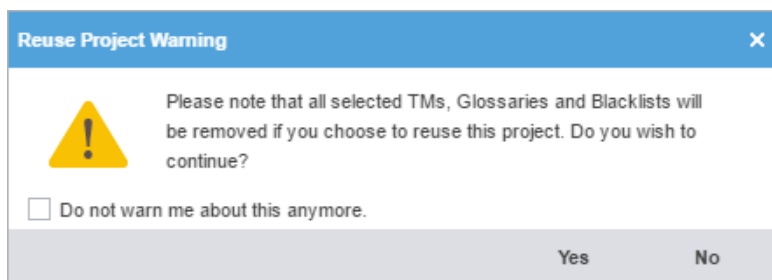 Reuse Project Warning
Please note that all selected TMs, Glossaries and Blacklists will
be removed if you choose to reuse this project. Do you wish to
continue?
Do not warn me about this anymore.
Yes No